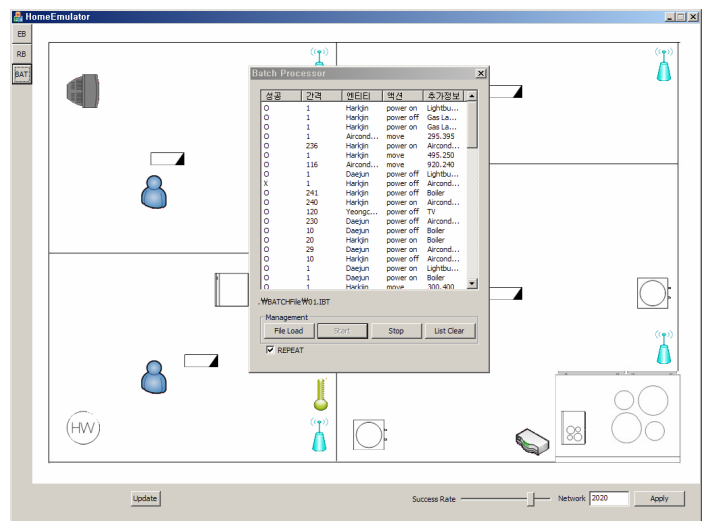 HomeEmulator
EB
RB
BAT
Batch Processor
성공 간격 엔티티 액션 추가정보
O 1 Harkjin power on Lightbu...
O 1 Harkjin power off Gas La...
O 1 Harkjin power on Gas La...
O 1 Aircond... move 295.395
O 236 Harkjin power on Aircond...
O 1 Harkjin move 495.250
O 116 Aircond... move 920.240
O 1 Daejun power off Lightbu...
X 1 Harkjin power off Aircond...
O 241 Harkjin power off Boiler
O 240 Harkjin power on Aircond...
O 120 Yeongc... power off TV
O 230 Daejun power off Aircond...
O 10 Daejun power off Boiler
O 20 Harkjin power on Boiler
O 29 Daejun power on Aircond...
O 10 Harkjin power off Aircond...
O 1 Daejun power on Lightbu...
O 1 Daejun power on Boiler
O 1 Harkjin move 300.400
.₩BATCHFile₩01.IBT
Management
File Load Start Stop List Clear
REPEAT
HW
Update Success Rate Network 2020 Apply